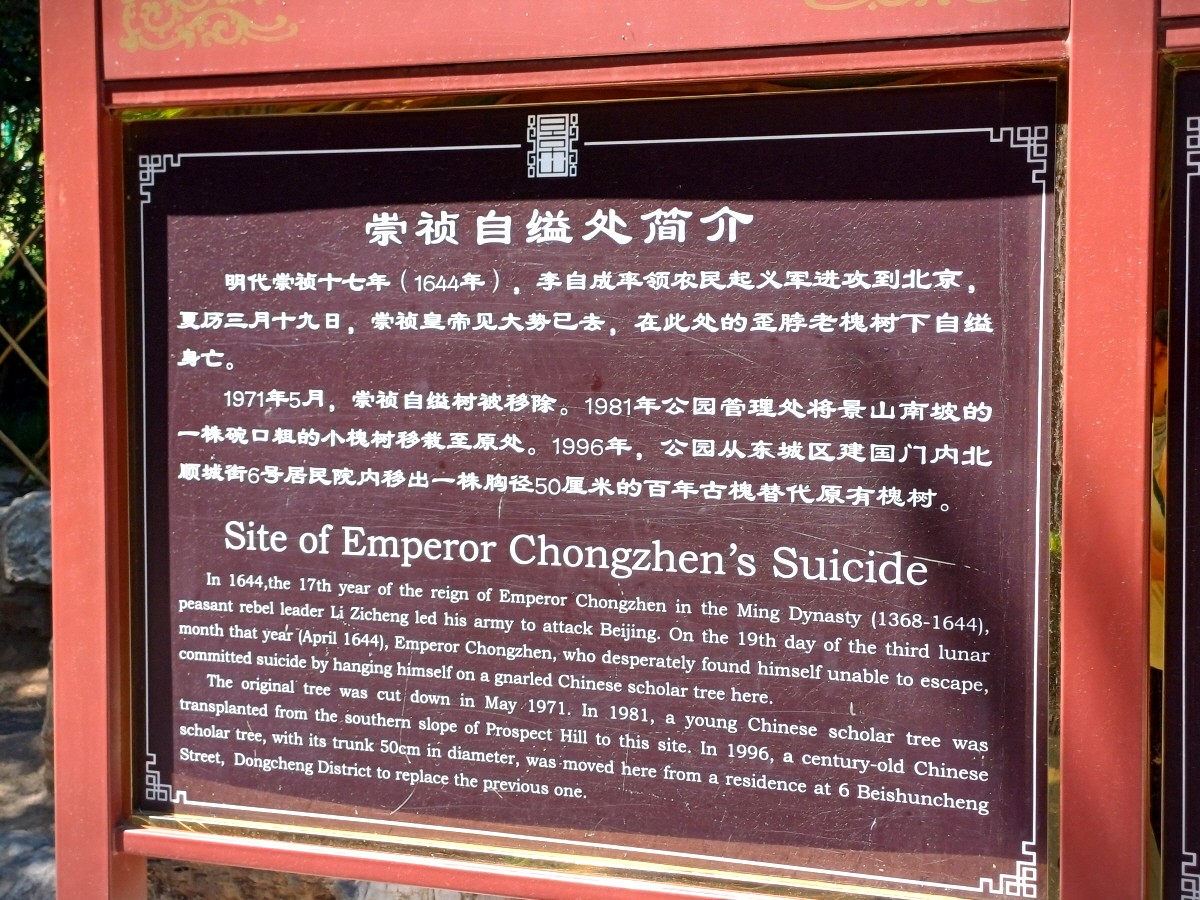 崇祯自缢处简介
明代崇祯十七年（1644年），李自成率领农民起义军进攻到北京，
夏历三月十九日，崇祯皇帝见大势已去，在此处的歪脖老槐树下自缢
身亡。
1971年5月，崇祯自缢树被移除。1981年公园管理处将景山南坡的
一株碗口粗的小槐树移栽至原处。1996年，公园从东城区建国门内北
顺城街6号居民院内移出一株胸径50厘米的百年古槐替代原有槐树。
Site of Emperor Chongzhen’s Suicide
In 1644,the 17th year of the reign of Emperor Chongzhen in the Ming Dynasty (1368-1644),
peasant rebel leader Li Zicheng led his army to attack Beijing. On the 19th day of the third lunar
month that year (April 1644), Emperor Chongzhen, who desperately found himself unable to escape,
committed suicide by hanging himself on a gnarled Chinese scholar tree here.
The original tree was cut down in May 1971. In 1981, a young Chinese scholar tree was
transplanted from the southern slope of Prospect Hill to this site. In 1996, a century-old Chinese
scholar tree, with its trunk 50cm in diameter, was moved here from a residence at 6 Beishuncheng
Street, Dongcheng District to replace the previous one.